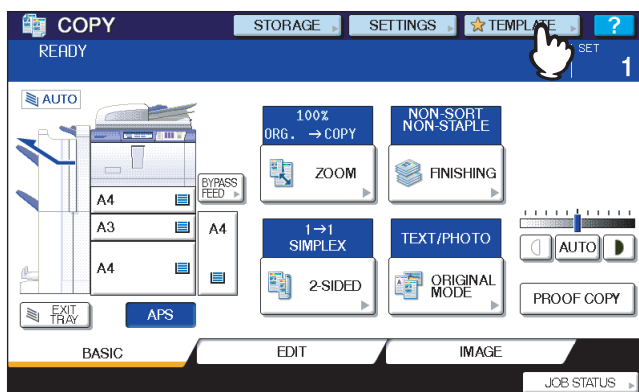 COPY
STORAGE
SETTINGS
TEMPLATE
?
READY
SET
1
AUTO
100%
ORG. → COPY
ZOOM
NON-SORT
NON-STAPLE
FINISHING
BYPASS
FEED
A4
A3
A4
A4
1→1
SIMPLEX
2-SIDED
TEXT/PHOTO
ORIGINAL
MODE
AUTO
PROOF COPY
EXIT
TRAY
APS
BASIC
EDIT
IMAGE
JOB STATUS